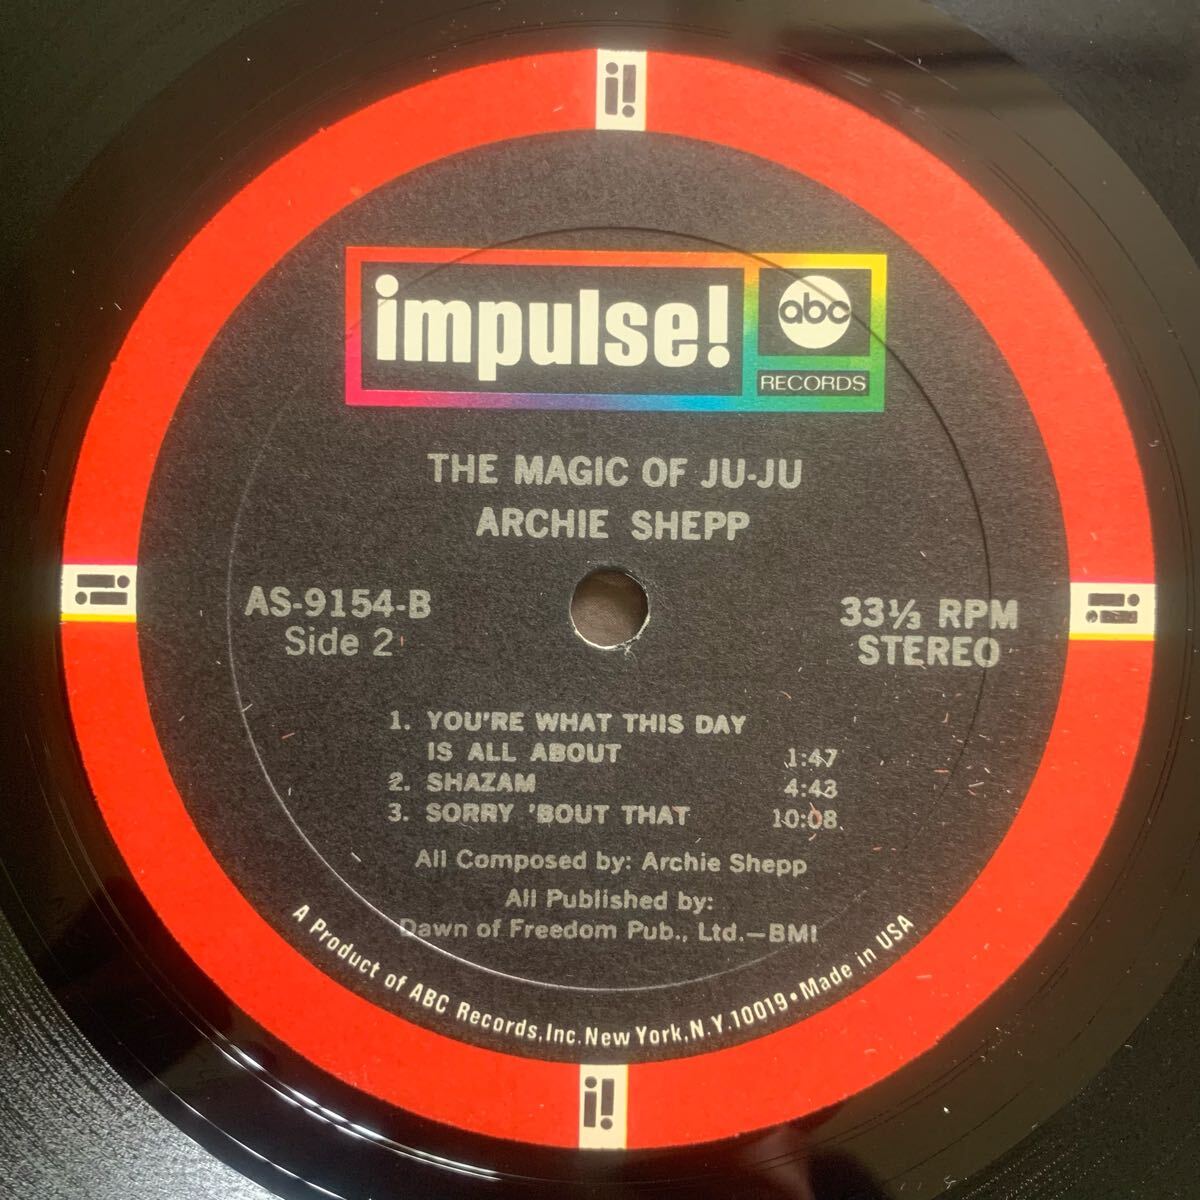 i!
impulse!
abc
RECORDS
THE MAGIC OF JU-JU
ARCHIE SHEPP
AS-9154-B
Side 2
33⅓ RPM
STEREO
i!
i!
1. YOU'RE WHAT THIS DAY
IS ALL ABOUT 1:47
2. SHAZAM 4:43
3. SORRY 'BOUT THAT 10:08
All Composed by: Archie Shepp
All Published by:
Dawn of Freedom Pub., Ltd.—BMI
A Product of ABC Records, Inc. New York, N.Y. 10019 • Made in USA
i!